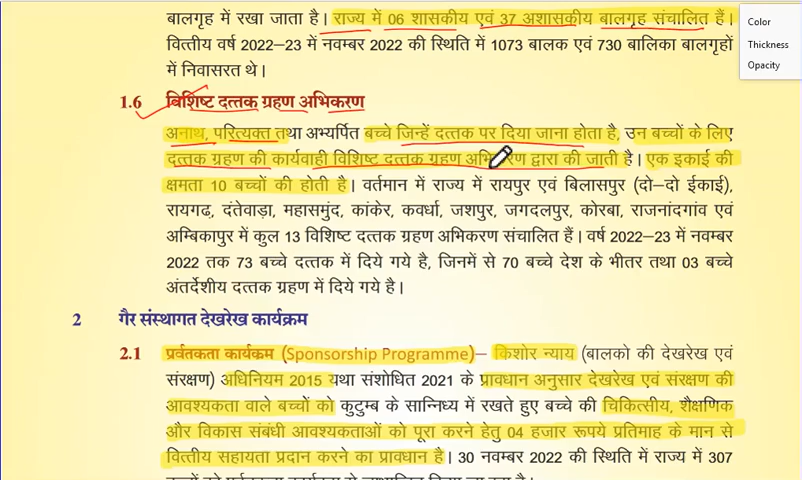 बालगृह में रखा जाता है। राज्य में 06 शासकीय एवं 37 अशासकीय बालगृह संचालित हैं।
Color
वित्तीय वर्ष 2022–23 में नवम्बर 2022 की स्थिति में 1073 बालक एवं 730 बालिका बालगृहों
Thickness
में निवासरत थे।
Opacity
1.6 विशिष्ट दत्तक ग्रहण अभिकरण
अनाथ, परित्यक्त तथा अभ्यर्पित बच्चे जिन्हें दत्तक पर दिया जाना होता है, उन बच्चों के लिए
दत्तक ग्रहण की कार्यवाही विशिष्ट दत्तक ग्रहण द्वारा की जाती है। एक इकाई की
क्षमता 10 बच्चों की होती है। वर्तमान में राज्य में रायपुर एवं बिलासपुर (दो–दो ईकाई),
रायगढ, दंतेवाड़ा, महासमुंद, कांकेर, कवर्धा, जशपुर, जगदलपुर, कोरबा, राजनांदगांव एवं
अम्बिकापुर में कुल 13 विशिष्ट दत्तक ग्रहण अभिकरण संचालित हैं। वर्ष 2022–23 में नवम्बर
2022 तक 73 बच्चे दत्तक में दिये गये है, जिनमें से 70 बच्चे देश के भीतर तथा 03 बच्चे
अंतर्देशीय दत्तक ग्रहण में दिये गये है।
2 गैर संस्थागत देखरेख कार्यक्रम
2.1 प्रर्वतकता कार्यक्रम (Sponsorship Programme)– किशोर न्याय (बालको की देखरेख एवं
संरक्षण) अधिनियम 2015 यथा संशोधित 2021 के प्रावधान अनुसार देखरेख एवं संरक्षण की
आवश्यकता वाले बच्चों को कुटुम्ब के सान्निध्य में रखते हुए बच्चे की चिकित्सीय, शैक्षणिक
और विकास संबंधी आवश्यकताओं को पूरा करने हेतु 04 हजार रूपये प्रतिमाह के मान से
वित्तीय सहायता प्रदान करने का प्रावधान है। 30 नवम्बर 2022 की स्थिति में राज्य में 307